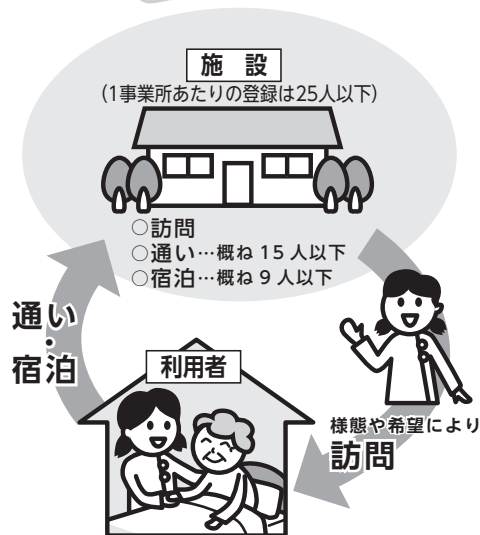 施 設
(1事業所あたりの登録は25人以下)
○訪問
○通い…概ね 15 人以下
○宿泊…概ね 9 人以下
通い
・
宿泊
利用者
様態や希望により
訪問